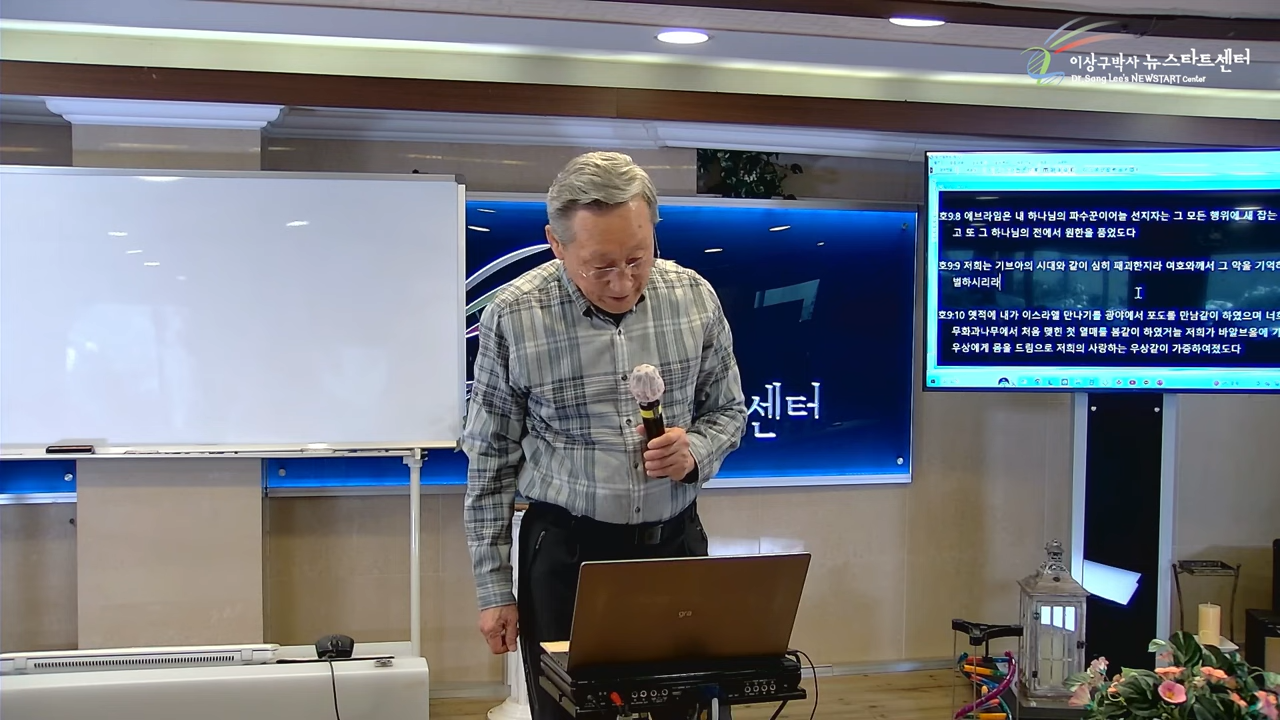 이상구박사 뉴스타트센터
Dr. Sang Lee's NEWSTART Center
호9:8 에브라임은 내 하나님의 파수꾼이어늘 선지자는 그 모든 행위에 새 잡는
고 또 그 하나님의 전에서 원한을 품었도다
호9:9 저희는 기브아의 시대와 같이 심히 패괴한지라 여호와께서 그 악을
벌하시리라
호9:10 옛적에 내가 이스라엘 만나기를 광야에서 포도를 만남같이 하였으며
무화과나무에서 처음 맺힌 첫 열매를 봄같이 하였거늘 저희가 바알브올에
우상에게 몸을 드림으로 저희의 사랑하는 우상같이 가증하여졌도다
센터
gra